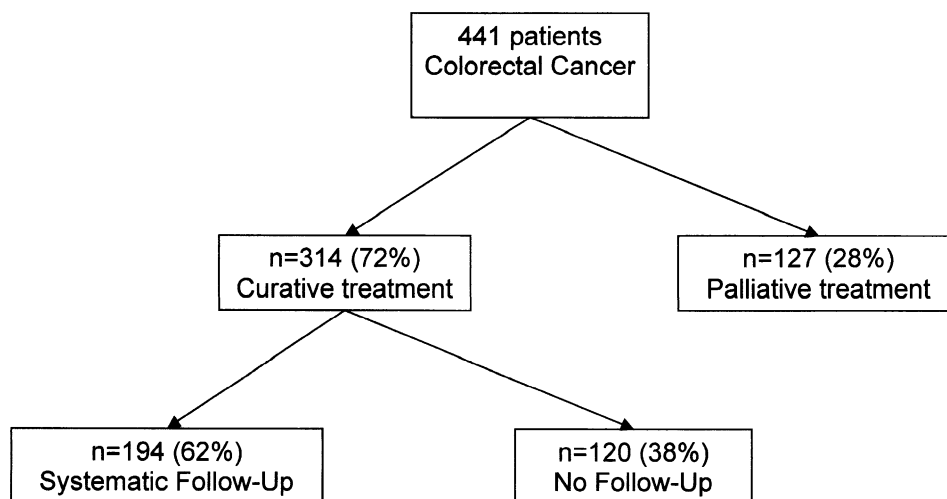 441 patients
Colorectal Cancer
n=314 (72%)
Curative treatment
n=127 (28%)
Palliative treatment
n=194 (62%)
Systematic Follow-Up
n=120 (38%)
No Follow-Up